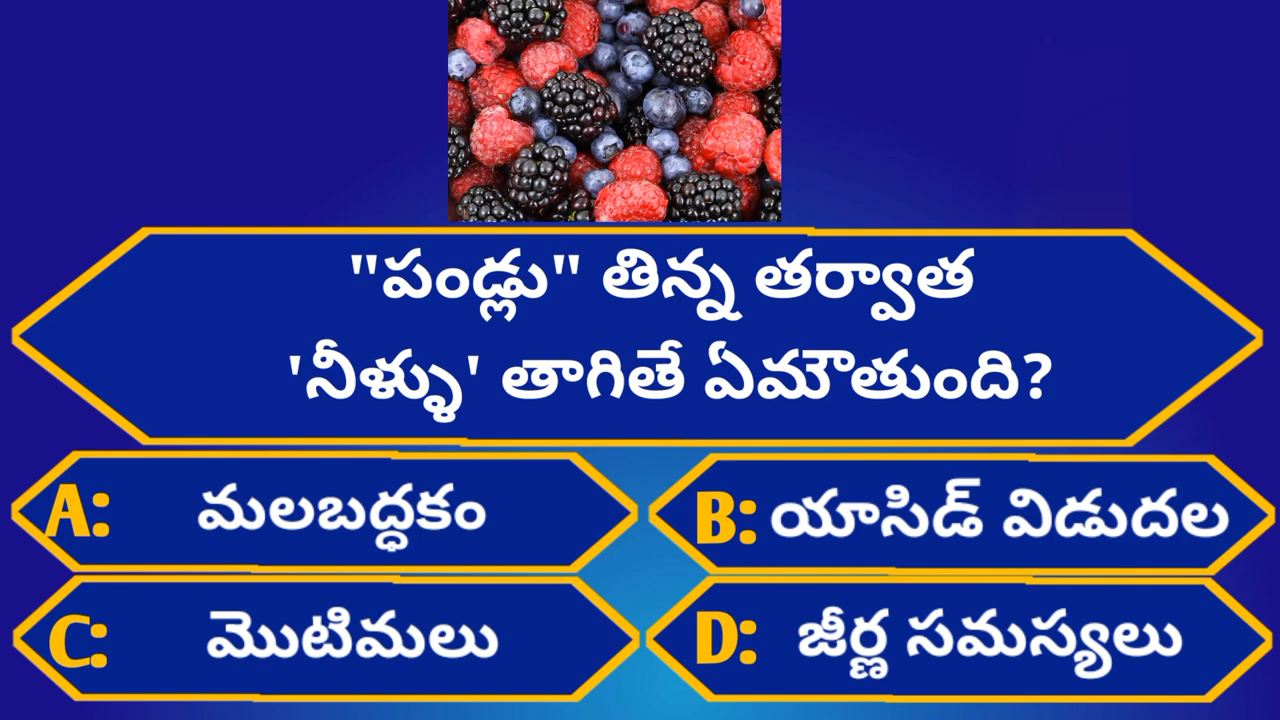 "పండ్లు" తిన్న తర్వాత
'నీళ్ళు' తాగితే ఏమౌతుంది?
A: మలబద్ధకం
B: యాసిడ్ విడుదల
C: మొటిమలు
D: జీర్ణ సమస్యలు